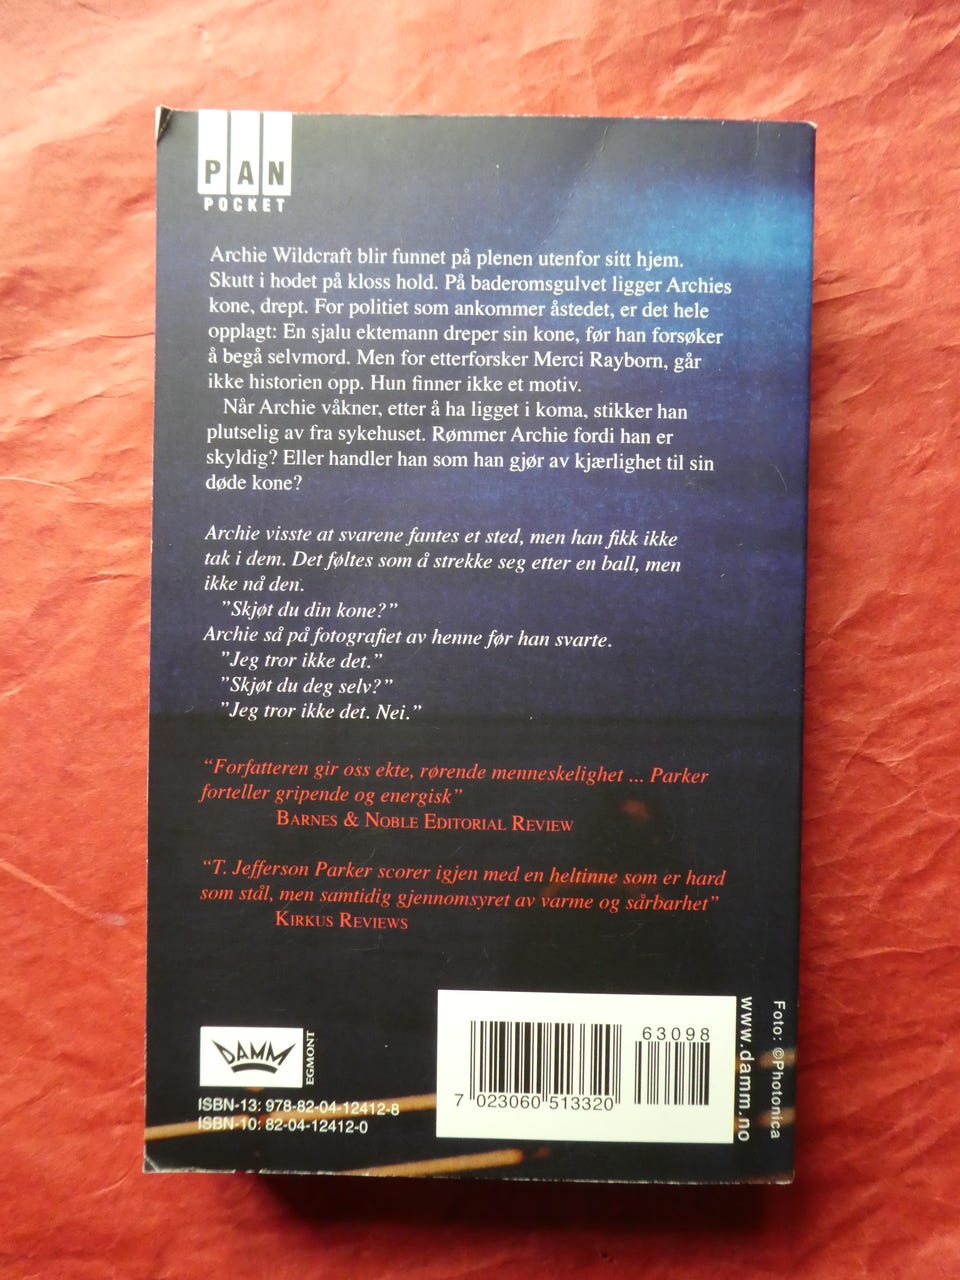 PAN
POCKET
Archie Wildcraft blir funnet på plenen utenfor sitt hjem.
Skutt i hodet på kloss hold. På baderomsgulvet ligger Archies
kone, drept. For politiet som ankommer åstedet, er det hele
opplagt: En sjalu ektemann dreper sin kone, før han forsøker
å begå selvmord. Men for etterforsker Merci Rayborn, går
ikke historien opp. Hun finner ikke et motiv.
Når Archie våkner, etter å ha ligget i koma, stikker han
plutselig av fra sykehuset. Rømmer Archie fordi han er
skyldig? Eller handler han som han gjør av kjærlighet til sin
døde kone?
Archie visste at svarene fantes et sted, men han fikk ikke
tak i dem. Det føltes som å strekke seg etter en ball, men
ikke nå den.
”Skjøt du din kone?”
Archie så på fotografiet av henne før han svarte.
”Jeg tror ikke det.”
”Skjøt du deg selv?”
”Jeg tror ikke det. Nei.”
“Forfatteren gir oss ekte, rørende menneskelighet ... Parker
forteller gripende og energisk”
BARNES & NOBLE EDITORIAL REVIEW
“T. Jefferson Parker scorer igjen med en heltinne som er hard
som stål, men samtidig gjennomsyret av varme og sårbarhet”
KIRKUS REVIEWS
DAMM
EGMONT
ISBN-13: 978-82-04-12412-8
ISBN-10: 82-04-12412-0
63098
7 023060 513320
www.damm.no
Foto: ©Photonica